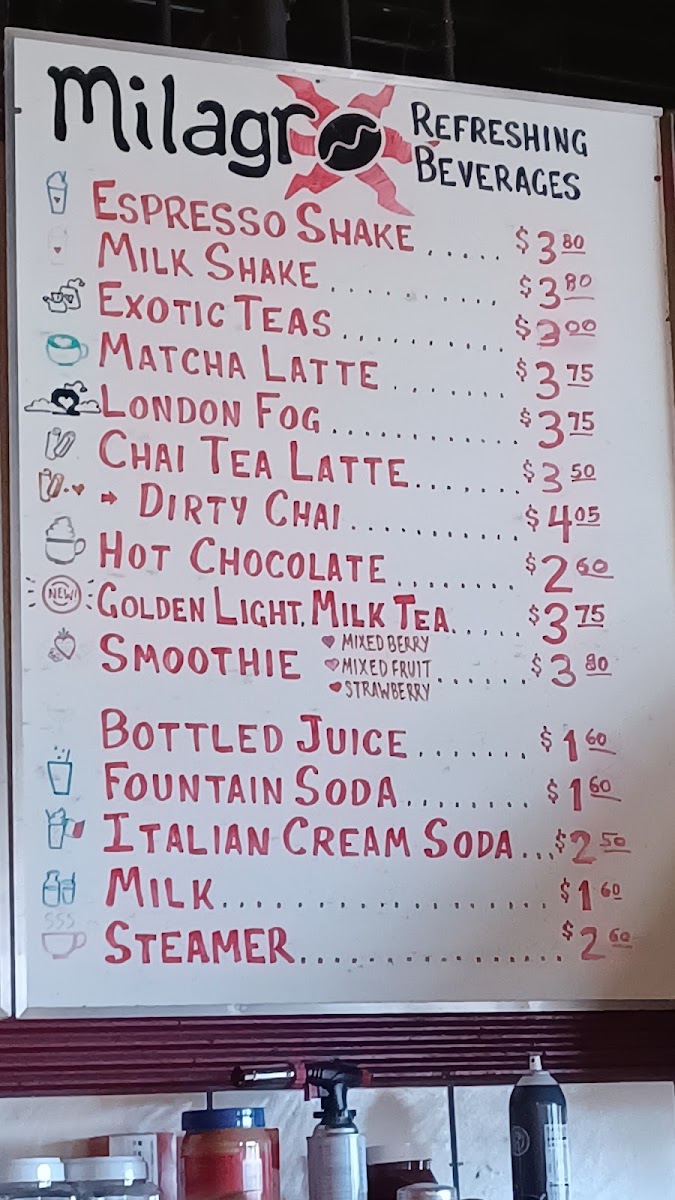 Milagro REFRESHING BEVERAGES
ESPRESSO SHAKE ..... $3 80
MILK SHAKE .......... $3 80
EXOTIC TEAS .......... $3 00
MATCHA LATTE ....... $3 75
LONDON FOG ............ $3 75
CHAI TEA LATTE ....... $3 50
→ DIRTY CHAI ........... $4 05
HOT CHOCOLATE ........ $2 60
NEW! GOLDEN LIGHT, MILK TEA ..... $3 75
SMOOTHIE ...... $3 80
MIXED BERRY
MIXED FRUIT
STRAWBERRY
BOTTLED JUICE ....... $1 60
FOUNTAIN SODA ........ $1 60
ITALIAN CREAM SODA ... $2 50
MILK ................. $1 60
STEAMER ................ $2 60